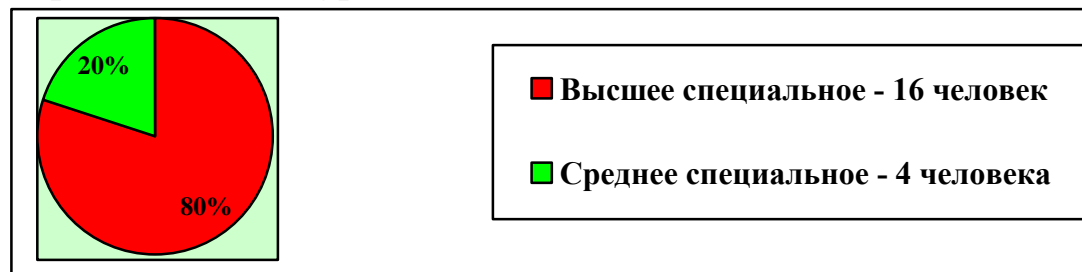 20%
80%
Высшее специальное - 16 человек
Среднее специальное - 4 человека